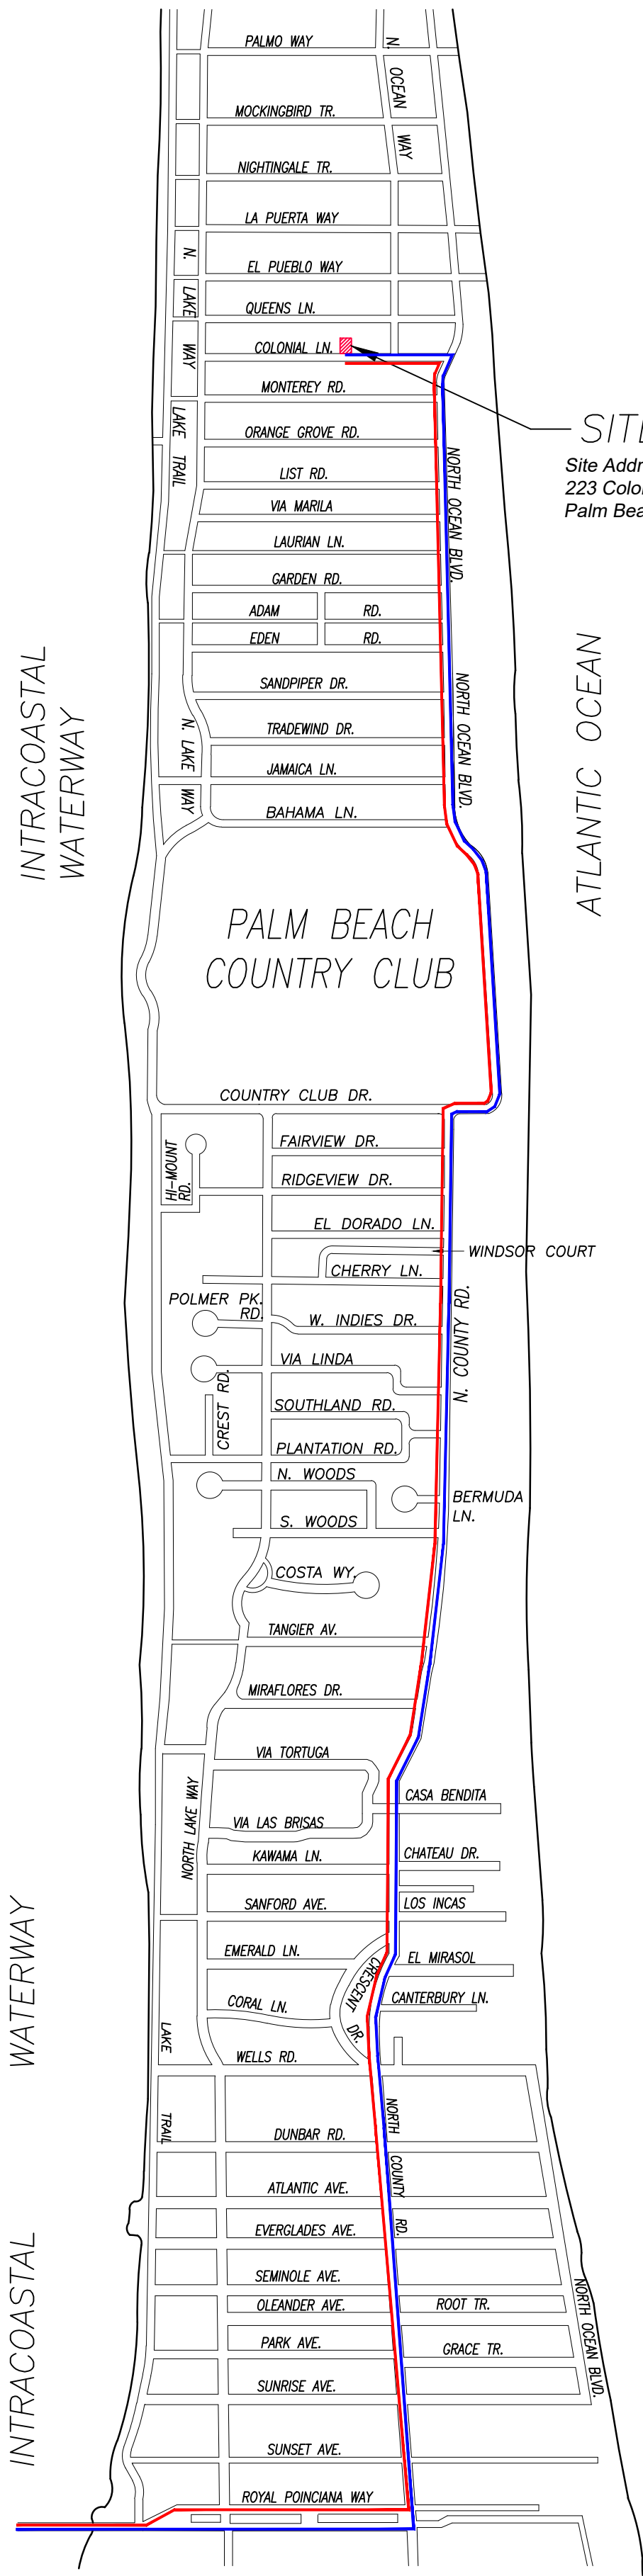 PALMO WAY
N. OCEAN WAY
MOCKINGBIRD TR.
NIGHTINGALE TR.
LA PUERTA WAY
EL PUEBLO WAY
N. LAKE WAY
QUEENS LN.
COLONIAL LN.
MONTEREY RD.
LAKE TRAIL
ORANGE GROVE RD.
SITE
Site Addr
223 Colon
Palm Bea
LIST RD.
NORTH OCEAN BLVD.
VIA MARILA
LAURIAN LN.
GARDEN RD.
ADAM RD.
EDEN RD.
INTRACOASTAL
WATERWAY
ATLANTIC OCEAN
SANDPIPER DR.
NORTH OCEAN BLVD.
N. LAKE WAY
TRADEWIND DR.
JAMAICA LN.
BAHAMA LN.
PALM BEACH
COUNTRY CLUB
COUNTRY CLUB DR.
HI-MOUNT
RD.
FAIRVIEW DR.
RIDGEVIEW DR.
EL DORADO LN.
WINDSOR COURT
CHERRY LN.
POLMER PK.
RD.
W. INDIES DR.
N. COUNTY RD.
VIA LINDA
CREST RD.
SOUTHLAND RD.
PLANTATION RD.
N. WOODS
BERMUDA
LN.
S. WOODS
COSTA WY.
TANGIER AV.
MIRAFLORES DR.
VIA TORTUGA
NORTH LAKE WAY
CASA BENDITA
VIA LAS BRISAS
KAWAMA LN.
CHATEAU DR.
SANFORD AVE.
LOS INCAS
WATERWAY
EMERALD LN.
CRESCENT DR.
EL MIRASOL
CORAL LN.
CANTERBURY LN.
LAKE TRAIL
WELLS RD.
NORTH COUNTY RD.
DUNBAR RD.
ATLANTIC AVE.
EVERGLADES AVE.
INTRACOASTAL
SEMINOLE AVE.
OLEANDER AVE.
ROOT TR.
NORTH OCEAN BLVD.
PARK AVE.
GRACE TR.
SUNRISE AVE.
SUNSET AVE.
ROYAL POINCIANA WAY